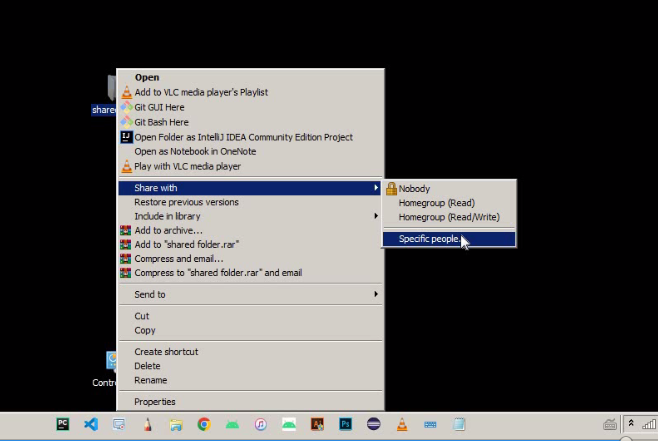 Open
Add to VLC media player's Playlist
Git GUI Here
Git Bash Here
Open Folder as IntelliJ IDEA Community Edition Project
Open as Notebook in OneNote
Play with VLC media player
Share with
Restore previous versions
Include in library
Add to archive...
Add to "shared folder.rar"
Compress and email...
Compress to "shared folder.rar" and email
Send to
Cut
Copy
Create shortcut
Delete
Rename
Properties
Nobody
Homegroup (Read)
Homegroup (Read/Write)
Specific people..
PC
Ps